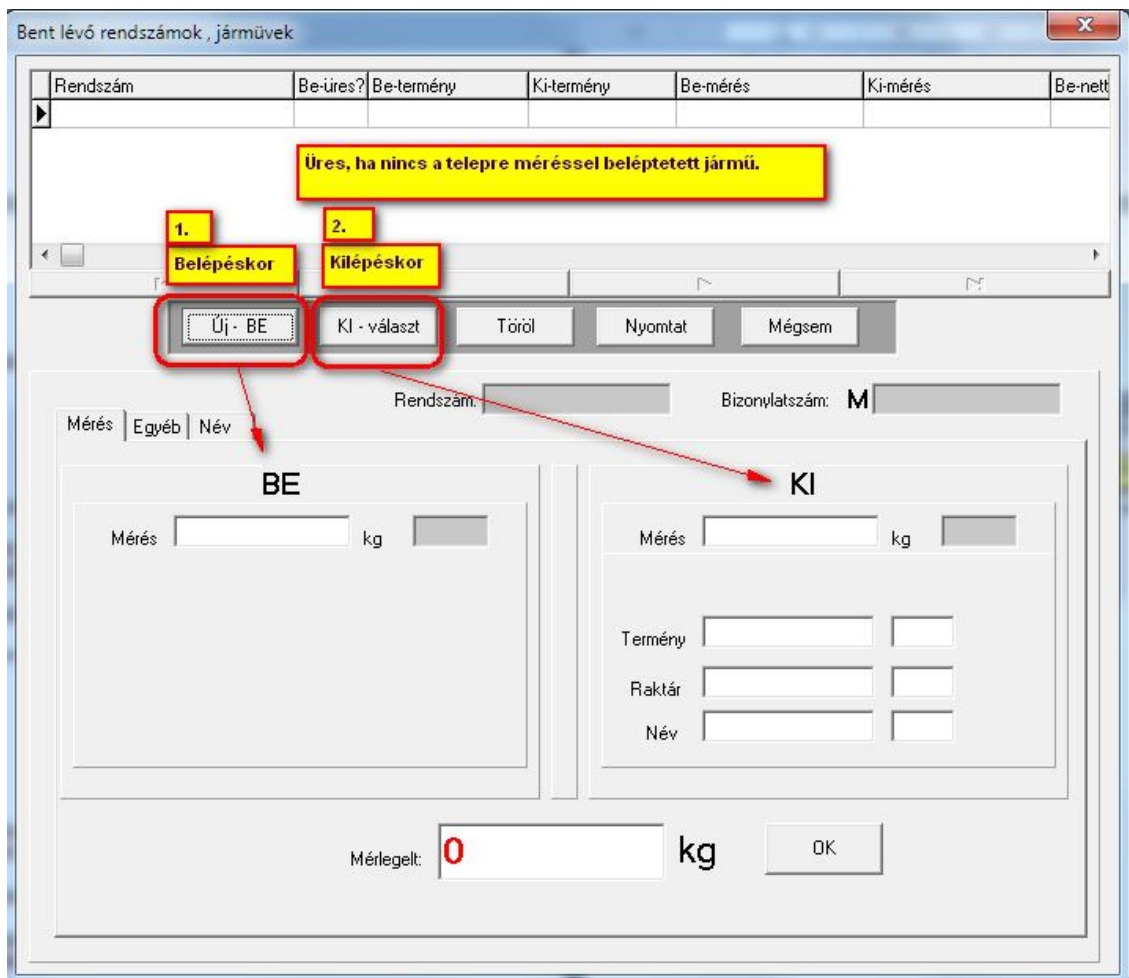 Bent lévő rendszámok , jármüvek
Rendszám Be-üres? Be-termény Ki-termény Be-mérés Ki-mérés Be-nett
Üres, ha nincs a telepre méréssel beléptetett jármű.
1. 2.
Belépéskor Kilépéskor
Új - BE KI - választ Töröl Nyomtat Mégsem
Rendszám: Bizonylatszám: M
Mérés Egyéb Név
BE KI
Mérés kg Mérés kg
Termény
Raktár
Név
Mérlegelt: 0 kg OK